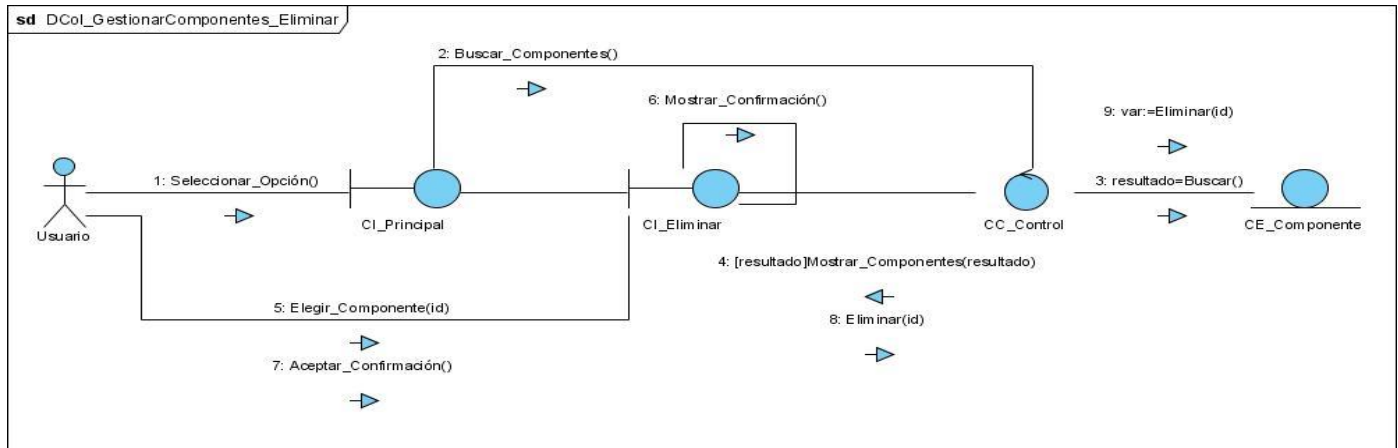 sd DCol_GestionarComponentes_Eliminar
2: Buscar_Componentes()
6: Mostrar_Confirmación()
9: var:=Eliminar(id)
1: Seleccionar_Opción()
3: resultado=Buscar()
Usuario
CI_Principal
CI_Eliminar
CC_Control
CE_Componente
4: [resultado]Mostrar_Componentes(resultado)
5: Elegir_Componente(id)
8: Eliminar(id)
7: Aceptar_Confirmación()